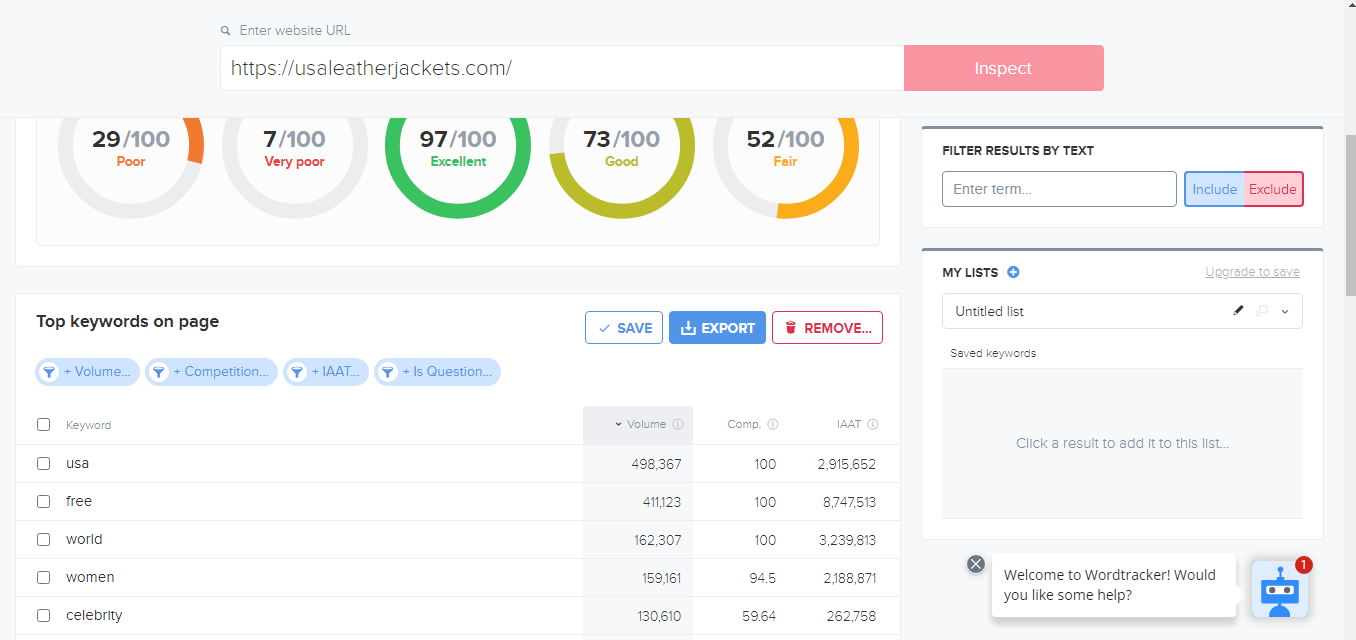 Enter website URL
https://usaleatherjackets.com/
Inspect
29/100
Poor
7/100
Very poor
97/100
Excellent
73/100
Good
52/100
Fair
FILTER RESULTS BY TEXT
Enter term...
Include
Exclude
MY LISTS
Upgrade to save
Untitled list
Saved keywords
Click a result to add it to this list...
Top keywords on page
SAVE
EXPORT
REMOVE...
+ Volume...
+ Competition...
+ IAAT...
+ Is Question...
Keyword Volume Comp. IAAT
usa 498,367 100 2,915,652
free 411,123 100 8,747,513
world 162,307 100 3,239,813
women 159,161 94.5 2,188,871
celebrity 130,610 59.64 262,758
Welcome to Wordtracker! Would
you like some help?
1